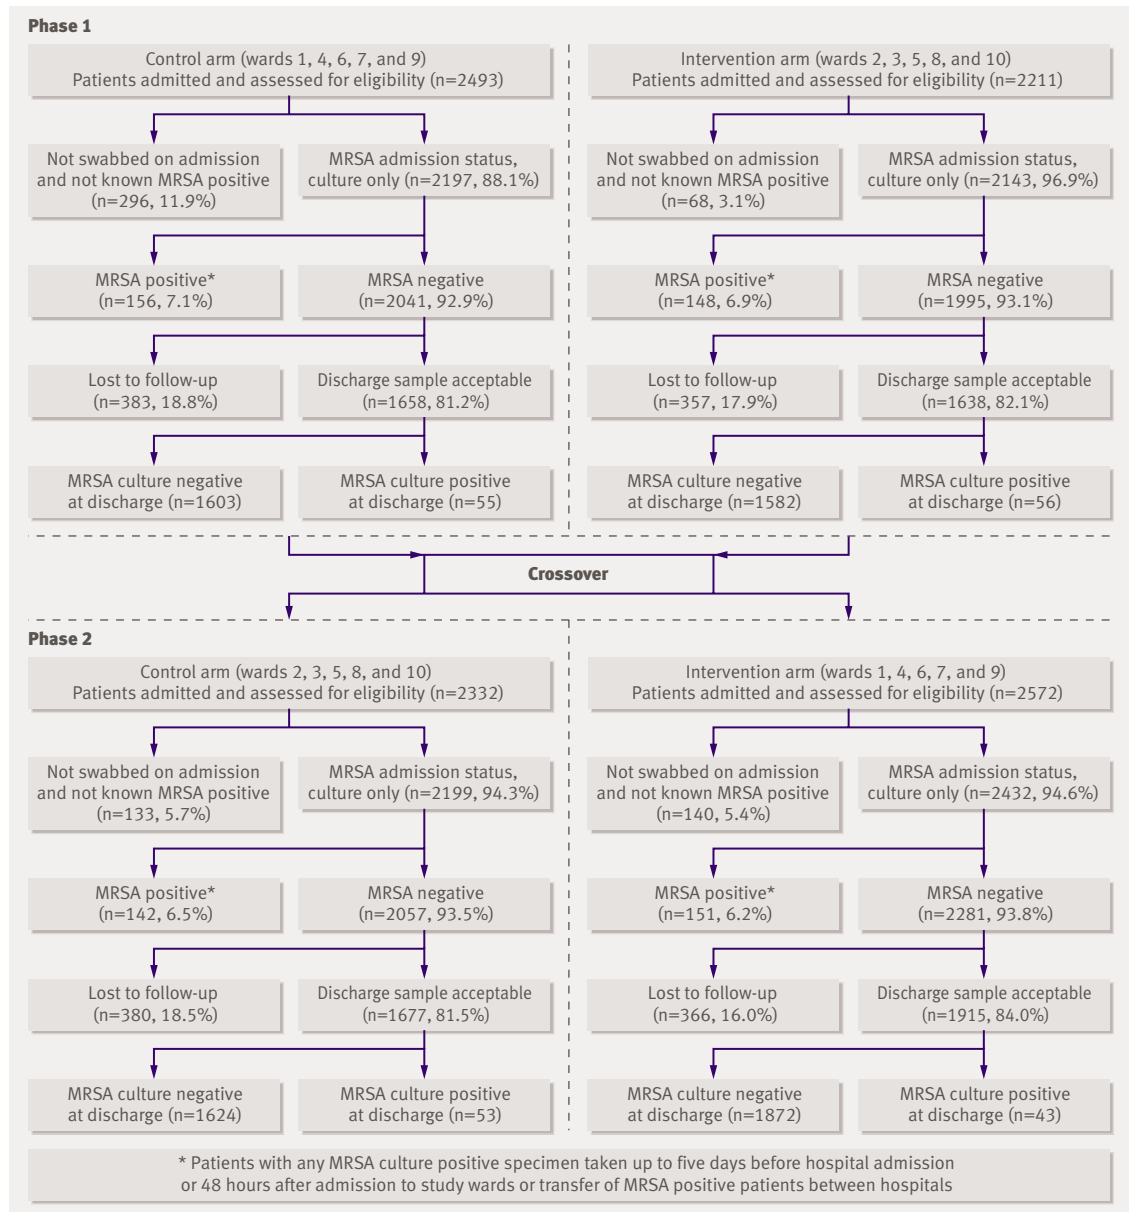 Phase 1
Control arm (wards 1, 4, 6, 7, and 9)
Patients admitted and assessed for eligibility (n=2493)
Intervention arm (wards 2, 3, 5, 8, and 10)
Patients admitted and assessed for eligibility (n=2211)
Not swabbed on admission
and not known MRSA positive
(n=296, 11.9%)
MRSA admission status,
culture only (n=2197, 88.1%)
Not swabbed on admission
and not known MRSA positive
(n=68, 3.1%)
MRSA admission status,
culture only (n=2143, 96.9%)
MRSA positive*
(n=156, 7.1%)
MRSA negative
(n=2041, 92.9%)
MRSA positive*
(n=148, 6.9%)
MRSA negative
(n=1995, 93.1%)
Lost to follow-up
(n=383, 18.8%)
Discharge sample acceptable
(n=1658, 81.2%)
Lost to follow-up
(n=357, 17.9%)
Discharge sample acceptable
(n=1638, 82.1%)
MRSA culture negative
at discharge (n=1603)
MRSA culture positive
at discharge (n=55)
MRSA culture negative
at discharge (n=1582)
MRSA culture positive
at discharge (n=56)
Crossover
Phase 2
Control arm (wards 2, 3, 5, 8, and 10)
Patients admitted and assessed for eligibility (n=2332)
Intervention arm (wards 1, 4, 6, 7, and 9)
Patients admitted and assessed for eligibility (n=2572)
Not swabbed on admission
and not known MRSA positive
(n=133, 5.7%)
MRSA admission status,
culture only (n=2199, 94.3%)
Not swabbed on admission
and not known MRSA positive
(n=140, 5.4%)
MRSA admission status,
culture only (n=2432, 94.6%)
MRSA positive*
(n=142, 6.5%)
MRSA negative
(n=2057, 93.5%)
MRSA positive*
(n=151, 6.2%)
MRSA negative
(n=2281, 93.8%)
Lost to follow-up
(n=380, 18.5%)
Discharge sample acceptable
(n=1677, 81.5%)
Lost to follow-up
(n=366, 16.0%)
Discharge sample acceptable
(n=1915, 84.0%)
MRSA culture negative
at discharge (n=1624)
MRSA culture positive
at discharge (n=53)
MRSA culture negative
at discharge (n=1872)
MRSA culture positive
at discharge (n=43)
* Patients with any MRSA culture positive specimen taken up to five days before hospital admission
or 48 hours after admission to study wards or transfer of MRSA positive patients between hospitals